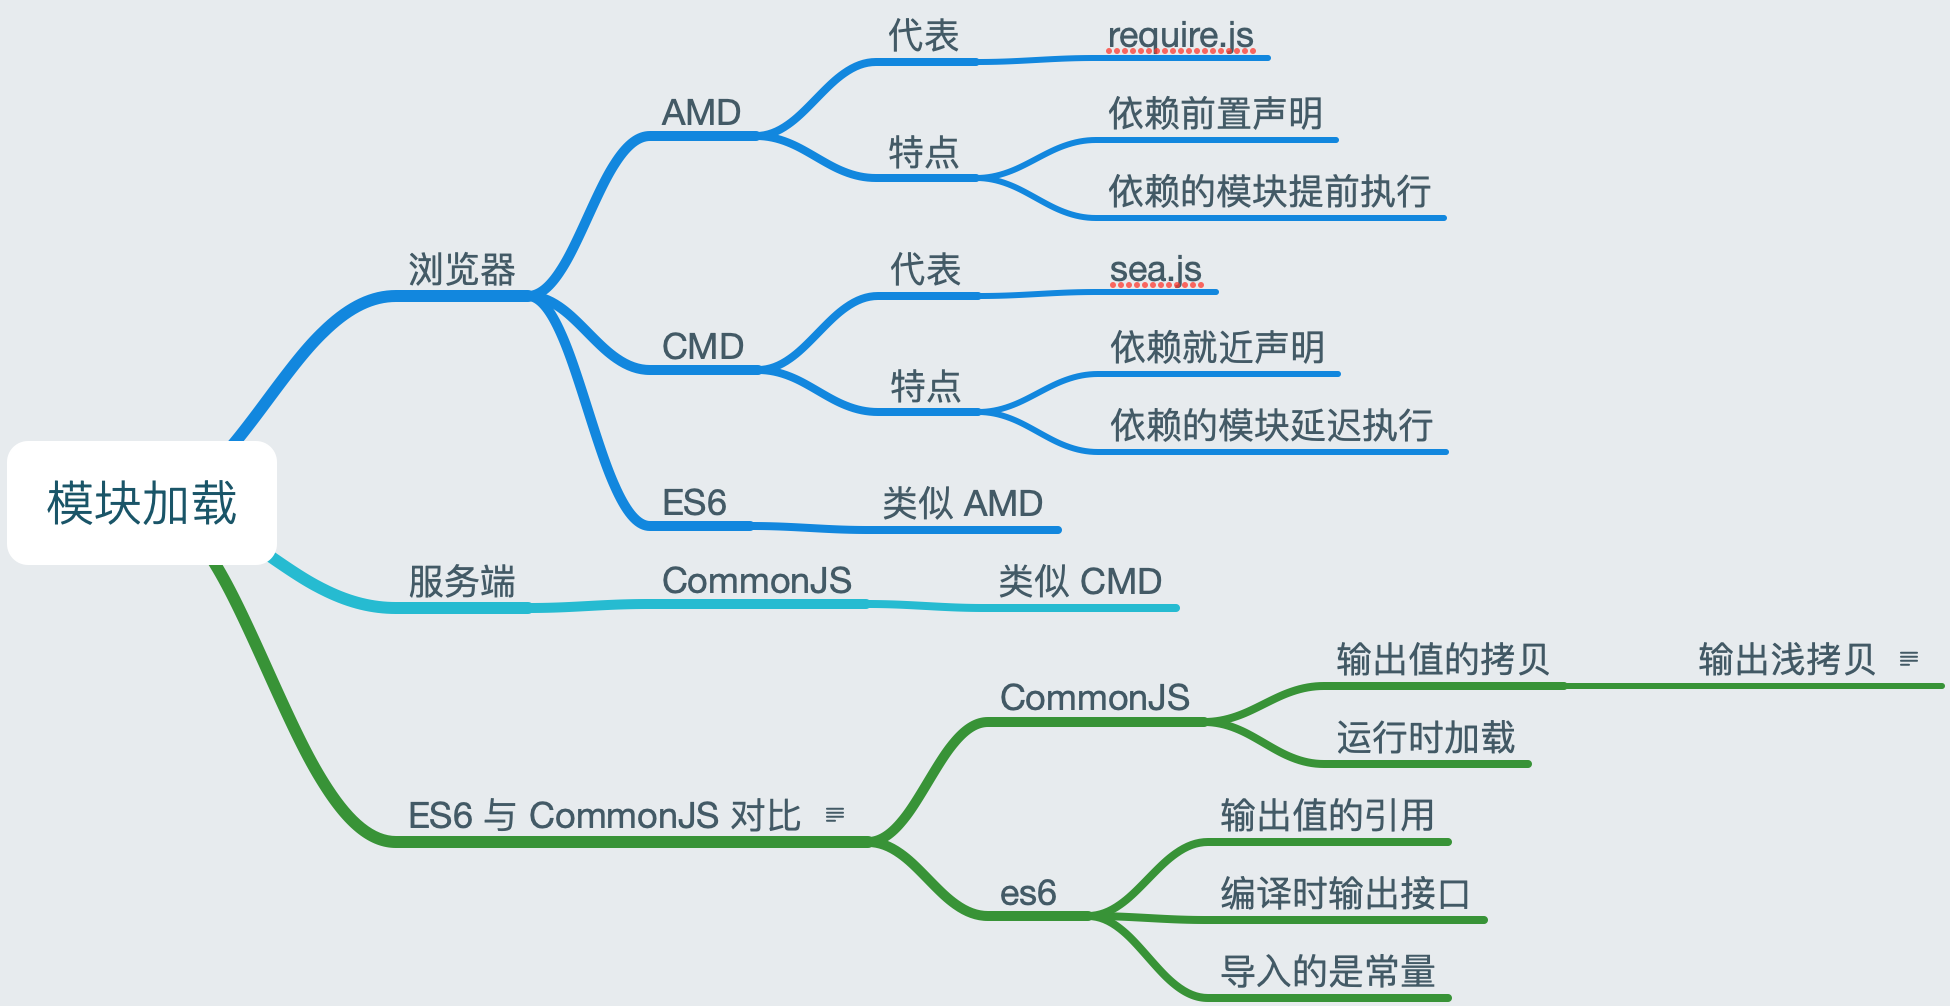 模块加载
浏览器
AMD
代表
require.js
特点
依赖前置声明
依赖的模块提前执行
CMD
代表
sea.js
特点
依赖就近声明
依赖的模块延迟执行
ES6
类似 AMD
服务端
CommonJS
类似 CMD
ES6 与 CommonJS 对比
CommonJS
输出值的拷贝
输出浅拷贝
运行时加载
es6
输出值的引用
编译时输出接口
导入的是常量